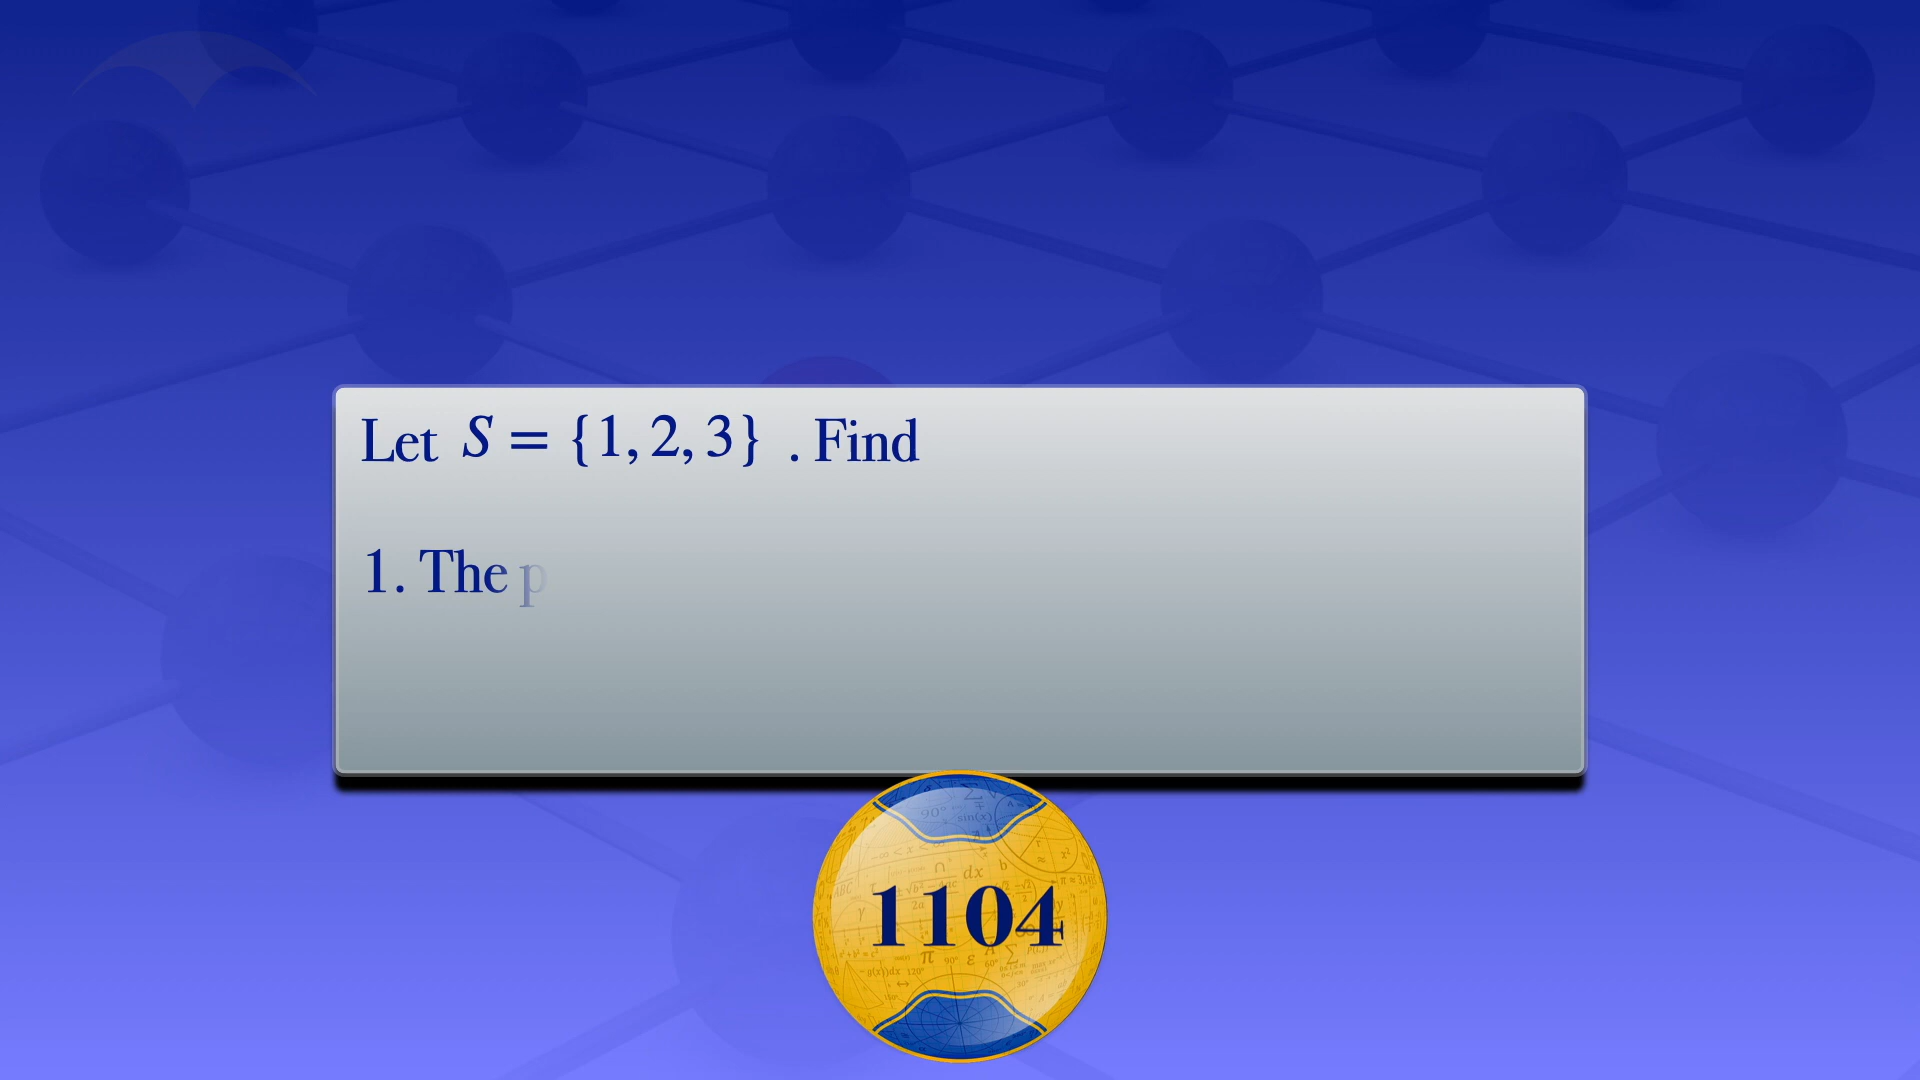 Let S = {1, 2, 3} . Find
1. The p
1104